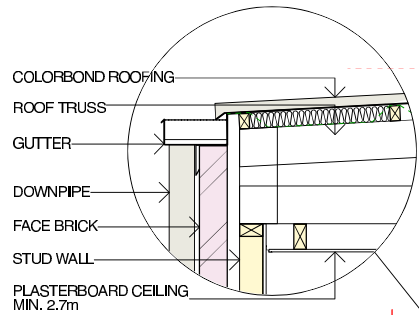 COLORBOND ROOFING
ROOF TRUSS
GUTTER
DOWNPIPE
FACE BRICK
STUD WALL
PLASTERBOARD CEILING
MIN. 2.7m